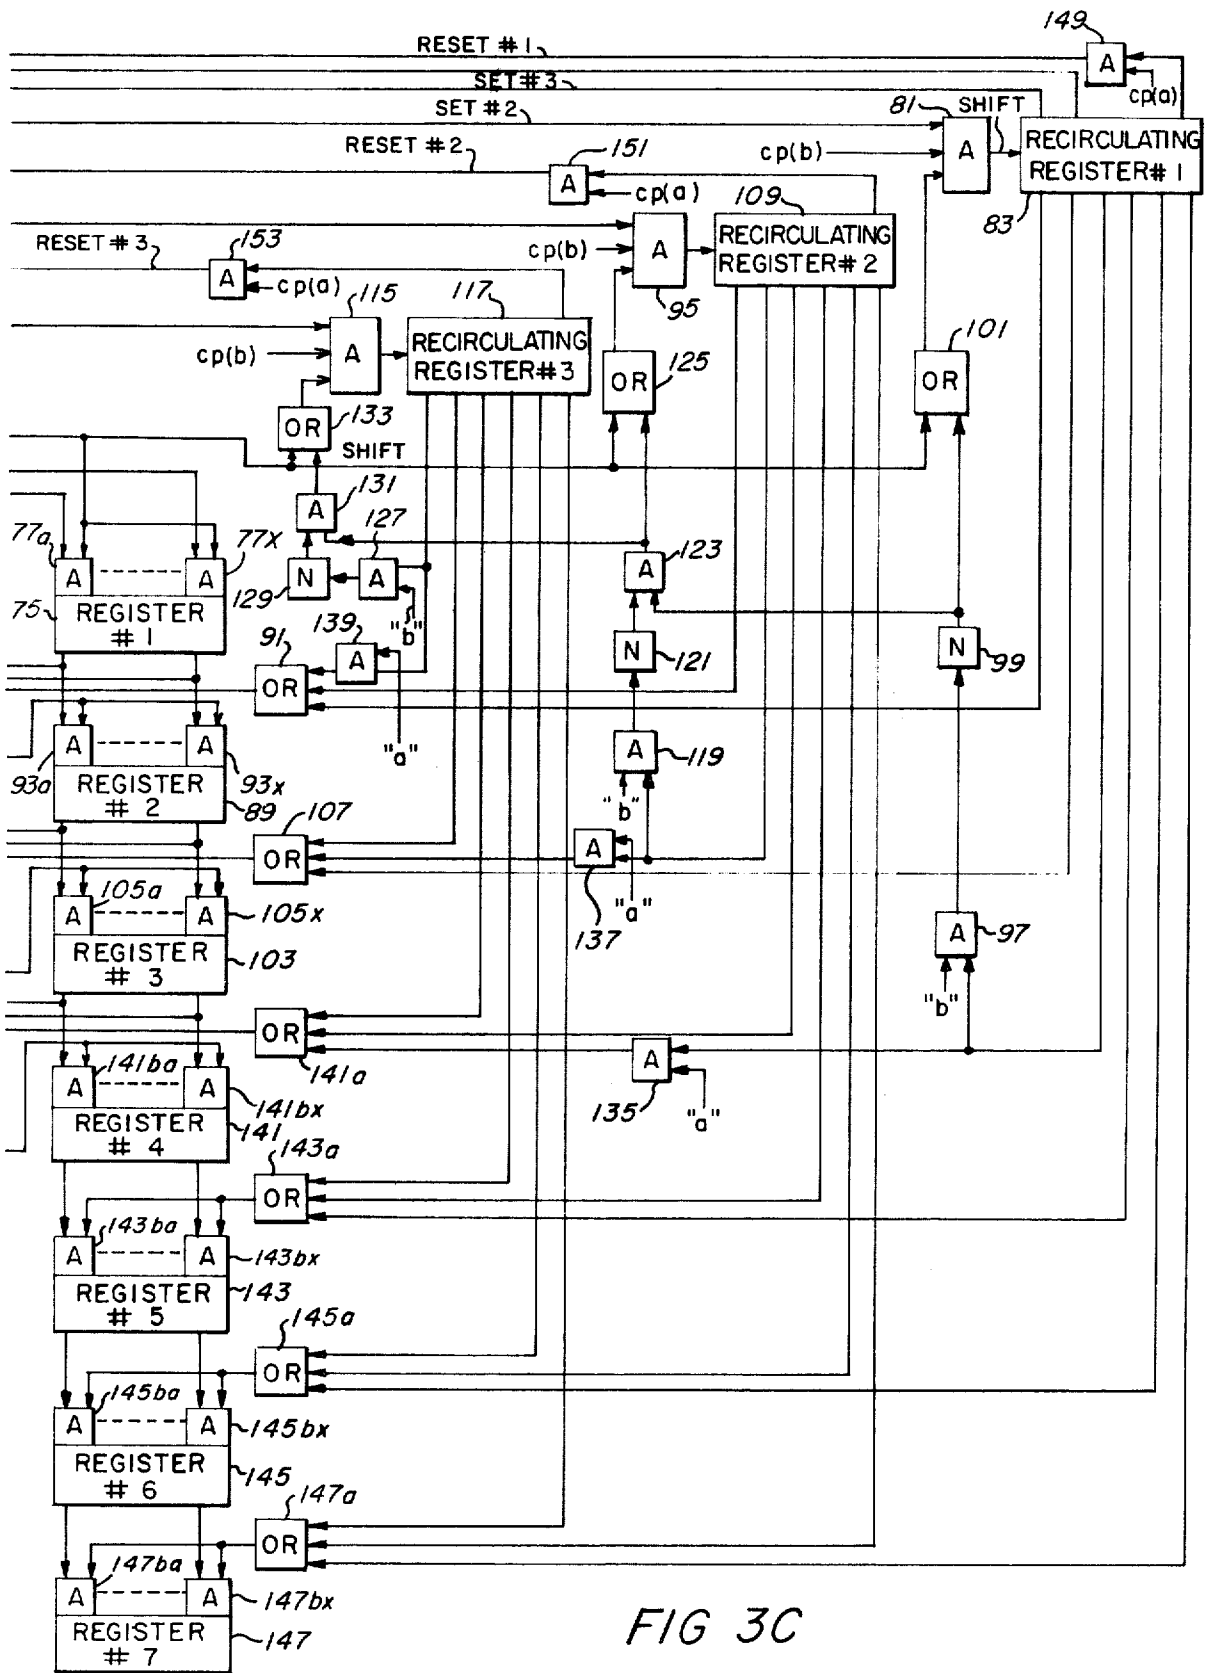 149
RESET #1
A
SET #3
cp(a)
81
SHIFT
SET #2
RECIRCULATING
REGISTER #1
cp(b)
A
RESET #2
151
A
cp(a)
109
83
RESET #3
153
A
cp(a)
cp(b)
A
RECIRCULATING
REGISTER #2
115
117
95
101
cp(b)
A
RECIRCULATING
REGISTER #3
OR
125
OR
OR
133
SHIFT
A
131
77a
77x
127
123
A
A
N
A
A
129
"b"
75
REGISTER
# 1
139
91
A
N
121
N
99
OR
A
A
"a"
A
119
93a
REGISTER
# 2
93x
89
"b"
107
OR
A
105a
"a"
A
A
105x
137
A
97
REGISTER
# 3
103
"b"
OR
141a
A
141ba
135
A
A
141bx
"a"
REGISTER
# 4
141
143a
OR
143ba
A
A
143bx
REGISTER
# 5
143
145a
OR
145ba
A
A
145bx
REGISTER
# 6
145
147a
OR
147ba
A
A
147bx
REGISTER
# 7
147
FIG 3C